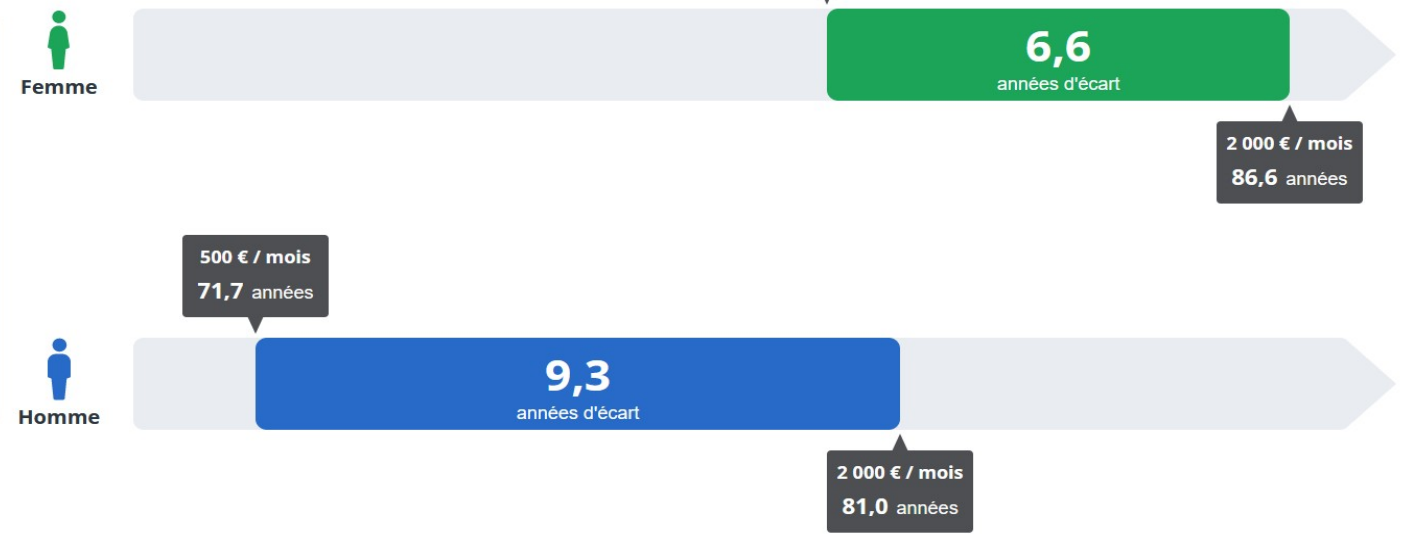 6,6
années d'écart
Femme
2 000 € / mois
86,6 années
500 € / mois
71,7 années
9,3
années d'écart
Homme
2 000 € / mois
81,0 années